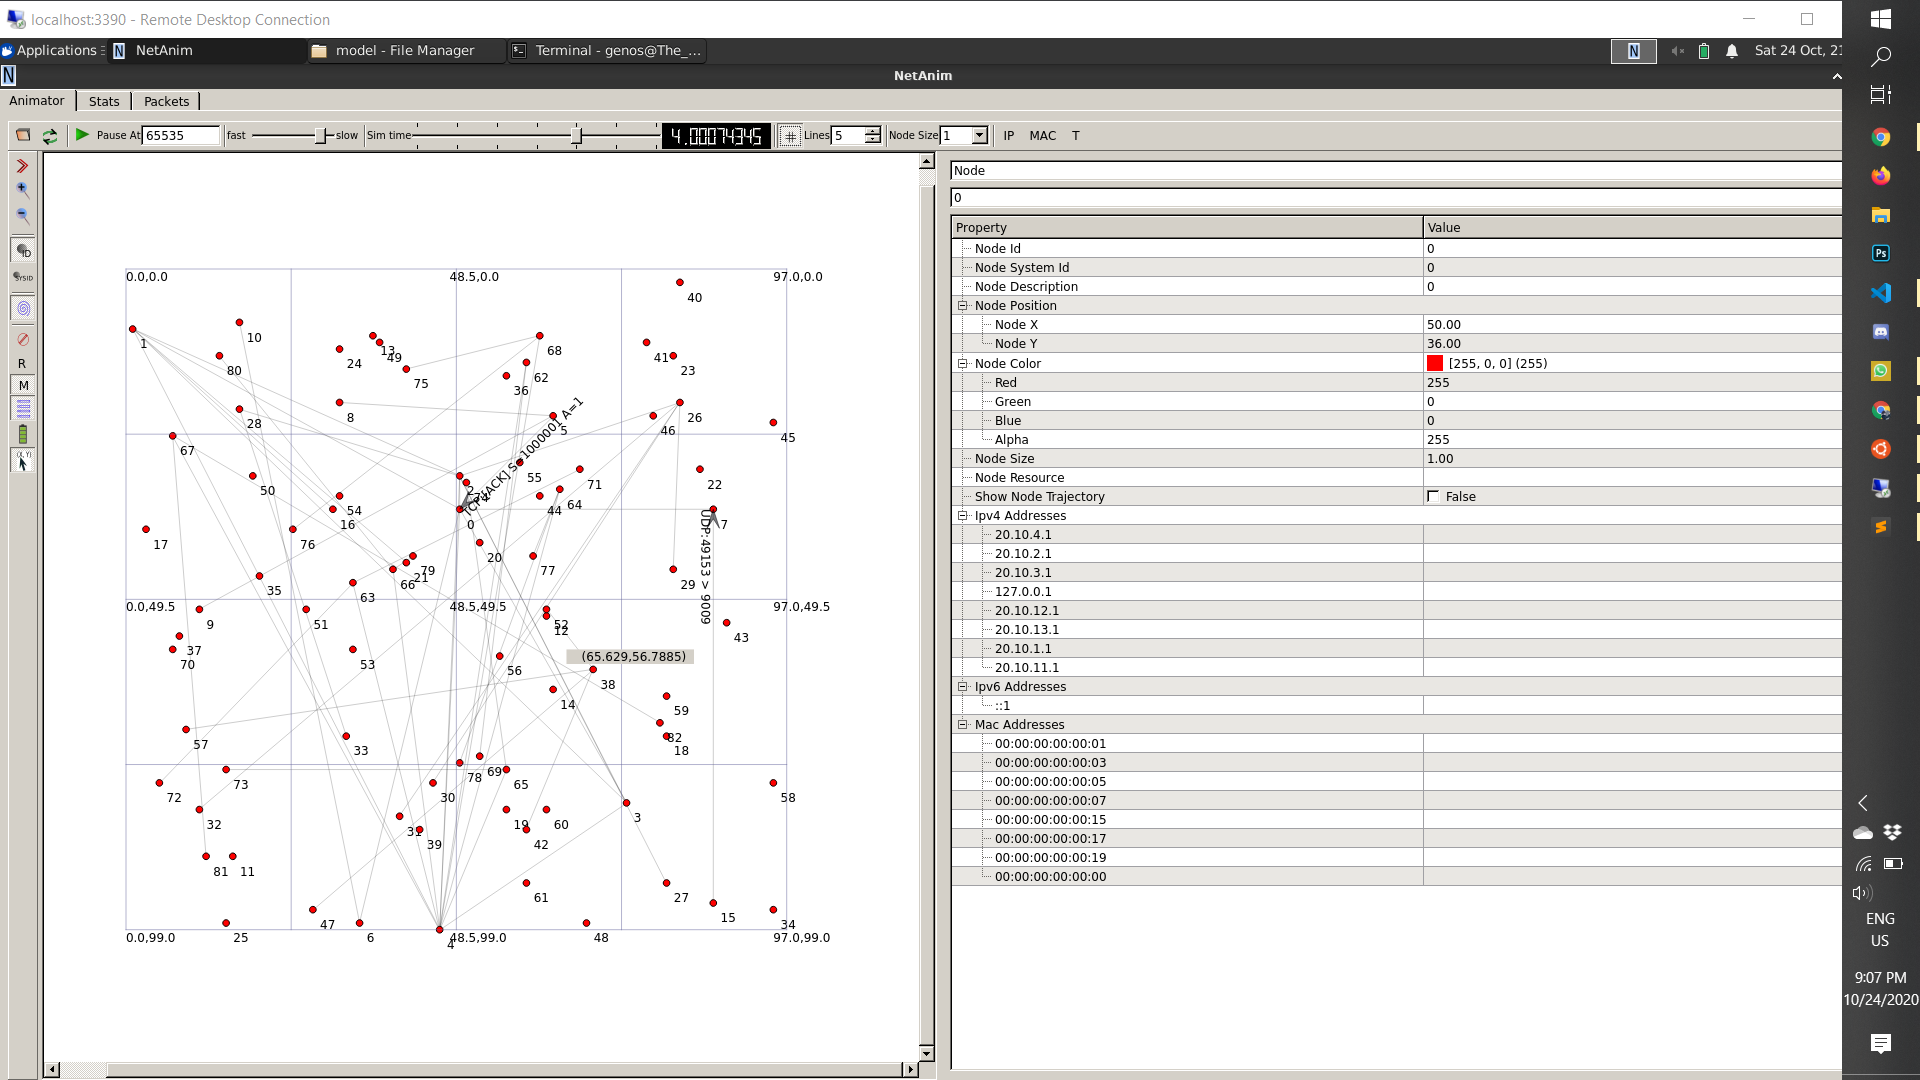 localhost:3390 - Remote Desktop Connection
Applications
NetAnim
model - File Manager
Terminal - genos@The_...
Sat 24 Oct, 21
NetAnim
Animator
Stats
Packets
Pause At 65535
fast
slow
Sim time
4.00074345
Lines 5
Node Size 1
IP
MAC
T
ID
SYSID
R
M
0.0,0.0
48.5,0.0
97.0,0.0
40
10
1
13
49
24
68
41
80
75
62
23
36
8
28
5
26
46
45
67
TCP
[ACK] S=1000001 A=1
50
55
71
22
2
54
44
64
16
0
7
17
76
20
79
77
UDP:49153 > 9009
66
21
29
35
63
0.0,49.5
48.5,49.5
97.0,49.5
9
51
52
12
43
37
70
53
(65.629,56.7885)
56
38
14
59
57
33
82
18
69
78
73
65
72
30
58
32
3
31
19
60
39
42
81
11
61
27
47
15
34
25
6
4
48
0.0,99.0
48.5,99.0
97.0,99.0
Node
0
Property
Value
Node Id
0
Node System Id
0
Node Description
0
Node Position
Node X
50.00
Node Y
36.00
Node Color
[255, 0, 0] (255)
Red
255
Green
0
Blue
0
Alpha
255
Node Size
1.00
Node Resource
Show Node Trajectory
False
Ipv4 Addresses
20.10.4.1
20.10.2.1
20.10.3.1
127.0.0.1
20.10.12.1
20.10.13.1
20.10.1.1
20.10.11.1
Ipv6 Addresses
::1
Mac Addresses
00:00:00:00:00:01
00:00:00:00:00:03
00:00:00:00:00:05
00:00:00:00:00:07
00:00:00:00:00:15
00:00:00:00:00:17
00:00:00:00:00:19
00:00:00:00:00:00
Ps
ENG
US
9:07 PM
10/24/2020